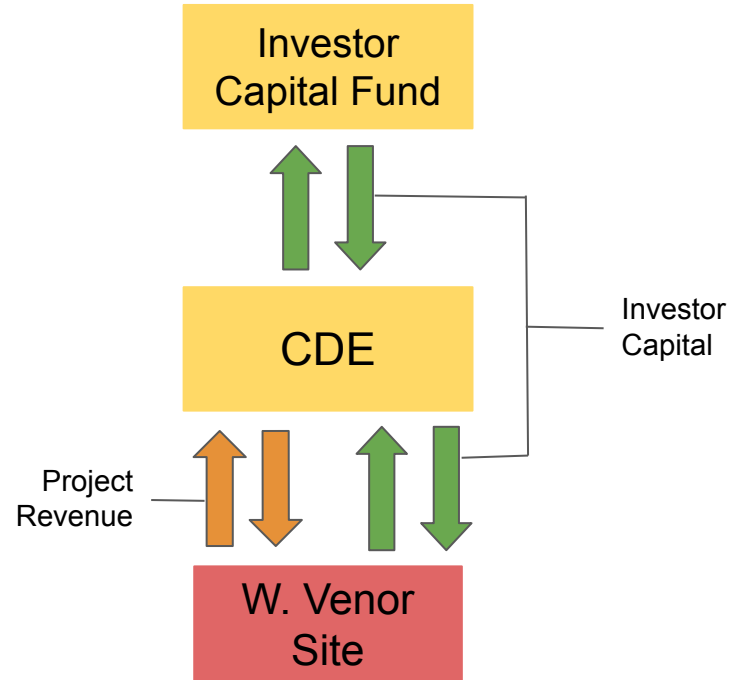 Investor
Capital Fund
CDE
Investor
Capital
Project
Revenue
W. Venor
Site